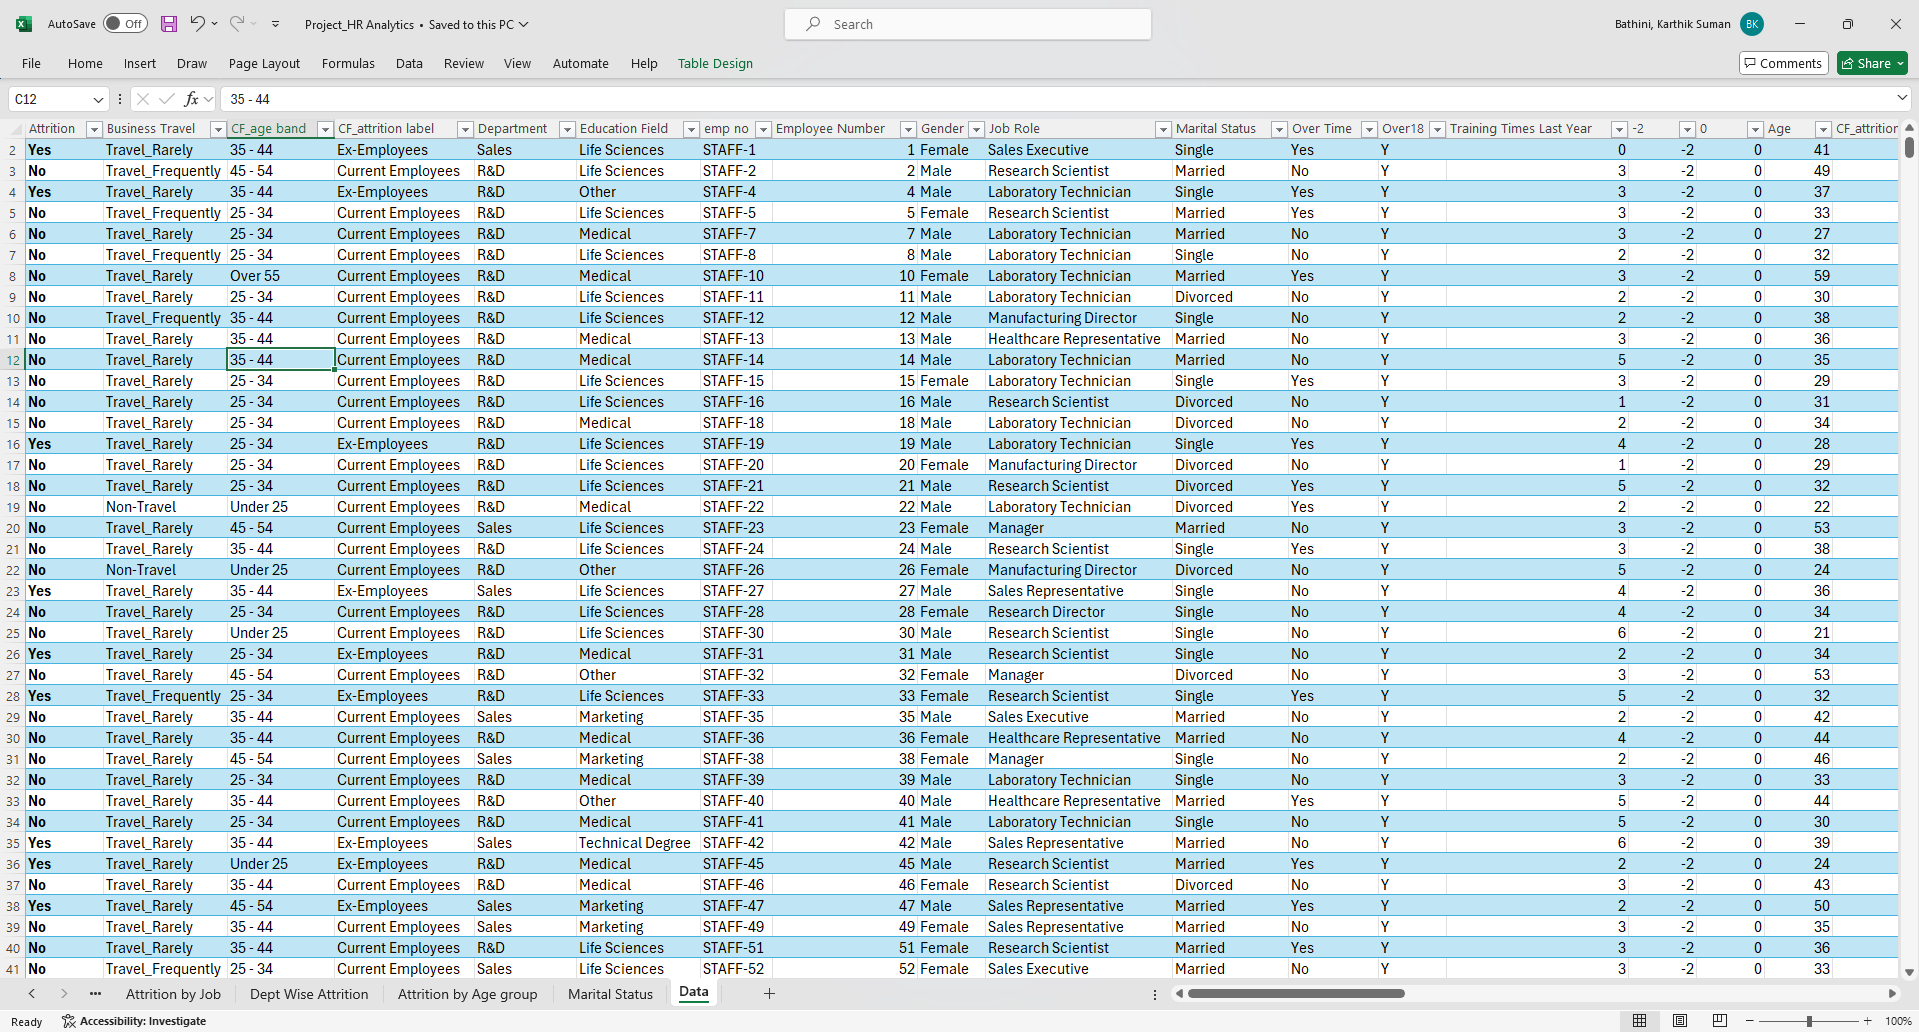 AutoSave Off Project_HR Analytics • Saved to this PC Search Bathini, Karthik Suman BK
File Home Insert Draw Page Layout Formulas Data Review View Automate Help Table Design Comments Share
C12 fx 35 - 44
Attrition Business Travel CF_age band CF_attrition label Department Education Field emp no Employee Number Gender Job Role Marital Status Over Time Over18 Training Times Last Year -2 0 Age CF_attrition
2 Yes Travel_Rarely 35 - 44 Ex-Employees Sales Life Sciences STAFF-1 1 Female Sales Executive Single Yes Y 0 -2 0 41
3 No Travel_Frequently 45 - 54 Current Employees R&D Life Sciences STAFF-2 2 Male Research Scientist Married No Y 3 -2 0 49
4 Yes Travel_Rarely 35 - 44 Ex-Employees R&D Other STAFF-4 4 Male Laboratory Technician Single Yes Y 3 -2 0 37
5 No Travel_Frequently 25 - 34 Current Employees R&D Life Sciences STAFF-5 5 Female Research Scientist Married Yes Y 3 -2 0 33
6 No Travel_Rarely 25 - 34 Current Employees R&D Medical STAFF-7 7 Male Laboratory Technician Married No Y 3 -2 0 27
7 No Travel_Frequently 25 - 34 Current Employees R&D Life Sciences STAFF-8 8 Male Laboratory Technician Single No Y 2 -2 0 32
8 No Travel_Rarely Over 55 Current Employees R&D Medical STAFF-10 10 Female Laboratory Technician Married Yes Y 3 -2 0 59
9 No Travel_Rarely 25 - 34 Current Employees R&D Life Sciences STAFF-11 11 Male Laboratory Technician Divorced No Y 2 -2 0 30
10 No Travel_Frequently 35 - 44 Current Employees R&D Life Sciences STAFF-12 12 Male Manufacturing Director Single No Y 2 -2 0 38
11 No Travel_Rarely 35 - 44 Current Employees R&D Medical STAFF-13 13 Male Healthcare Representative Married No Y 3 -2 0 36
12 No Travel_Rarely 35 - 44 Current Employees R&D Medical STAFF-14 14 Male Laboratory Technician Married No Y 5 -2 0 35
13 No Travel_Rarely 25 - 34 Current Employees R&D Life Sciences STAFF-15 15 Female Laboratory Technician Single Yes Y 3 -2 0 29
14 No Travel_Rarely 25 - 34 Current Employees R&D Life Sciences STAFF-16 16 Male Research Scientist Divorced No Y 1 -2 0 31
15 No Travel_Rarely 25 - 34 Current Employees R&D Medical STAFF-18 18 Male Laboratory Technician Divorced No Y 2 -2 0 34
16 Yes Travel_Rarely 25 - 34 Ex-Employees R&D Life Sciences STAFF-19 19 Male Laboratory Technician Single Yes Y 4 -2 0 28
17 No Travel_Rarely 25 - 34 Current Employees R&D Life Sciences STAFF-20 20 Female Manufacturing Director Divorced No Y 1 -2 0 29
18 No Travel_Rarely 25 - 34 Current Employees R&D Life Sciences STAFF-21 21 Male Research Scientist Divorced Yes Y 5 -2 0 32
19 No Non-Travel Under 25 Current Employees R&D Medical STAFF-22 22 Male Laboratory Technician Divorced Yes Y 2 -2 0 22
20 No Travel_Rarely 45 - 54 Current Employees Sales Life Sciences STAFF-23 23 Female Manager Married No Y 3 -2 0 53
21 No Travel_Rarely 35 - 44 Current Employees R&D Life Sciences STAFF-24 24 Male Research Scientist Single Yes Y 3 -2 0 38
22 No Non-Travel Under 25 Current Employees R&D Other STAFF-26 26 Female Manufacturing Director Divorced No Y 5 -2 0 24
23 Yes Travel_Rarely 35 - 44 Ex-Employees Sales Life Sciences STAFF-27 27 Male Sales Representative Single No Y 4 -2 0 36
24 No Travel_Rarely 25 - 34 Current Employees R&D Life Sciences STAFF-28 28 Female Research Director Single No Y 4 -2 0 34
25 No Travel_Rarely Under 25 Current Employees R&D Life Sciences STAFF-30 30 Male Research Scientist Single No Y 6 -2 0 21
26 Yes Travel_Rarely 25 - 34 Ex-Employees R&D Medical STAFF-31 31 Male Research Scientist Single No Y 2 -2 0 34
27 No Travel_Rarely 45 - 54 Current Employees R&D Other STAFF-32 32 Female Manager Divorced No Y 3 -2 0 53
28 Yes Travel_Frequently 25 - 34 Ex-Employees R&D Life Sciences STAFF-33 33 Female Research Scientist Single Yes Y 5 -2 0 32
29 No Travel_Rarely 35 - 44 Current Employees Sales Marketing STAFF-35 35 Male Sales Executive Married No Y 2 -2 0 42
30 No Travel_Rarely 35 - 44 Current Employees R&D Medical STAFF-36 36 Female Healthcare Representative Married No Y 4 -2 0 44
31 No Travel_Rarely 45 - 54 Current Employees Sales Marketing STAFF-38 38 Female Manager Single No Y 2 -2 0 46
32 No Travel_Rarely 25 - 34 Current Employees R&D Medical STAFF-39 39 Male Laboratory Technician Single No Y 3 -2 0 33
33 No Travel_Rarely 35 - 44 Current Employees R&D Other STAFF-40 40 Male Healthcare Representative Married Yes Y 5 -2 0 44
34 No Travel_Rarely 25 - 34 Current Employees R&D Medical STAFF-41 41 Male Laboratory Technician Single No Y 5 -2 0 30
35 Yes Travel_Rarely 35 - 44 Ex-Employees Sales Technical Degree STAFF-42 42 Male Sales Representative Married No Y 6 -2 0 39
36 Yes Travel_Rarely Under 25 Ex-Employees R&D Medical STAFF-45 45 Male Research Scientist Married Yes Y 2 -2 0 24
37 No Travel_Rarely 35 - 44 Current Employees R&D Medical STAFF-46 46 Female Research Scientist Divorced No Y 3 -2 0 43
38 Yes Travel_Rarely 45 - 54 Ex-Employees Sales Marketing STAFF-47 47 Male Sales Representative Married Yes Y 2 -2 0 50
39 No Travel_Rarely 35 - 44 Current Employees Sales Marketing STAFF-49 49 Female Sales Representative Married No Y 3 -2 0 35
40 No Travel_Rarely 35 - 44 Current Employees R&D Life Sciences STAFF-51 51 Female Research Scientist Married Yes Y 3 -2 0 36
41 No Travel_Frequently 25 - 34 Current Employees Sales Life Sciences STAFF-52 52 Female Sales Executive Married No Y 3 -2 0 33
... Attrition by Job Dept Wise Attrition Attrition by Age group Marital Status Data
Ready Accessibility: Investigate 100%